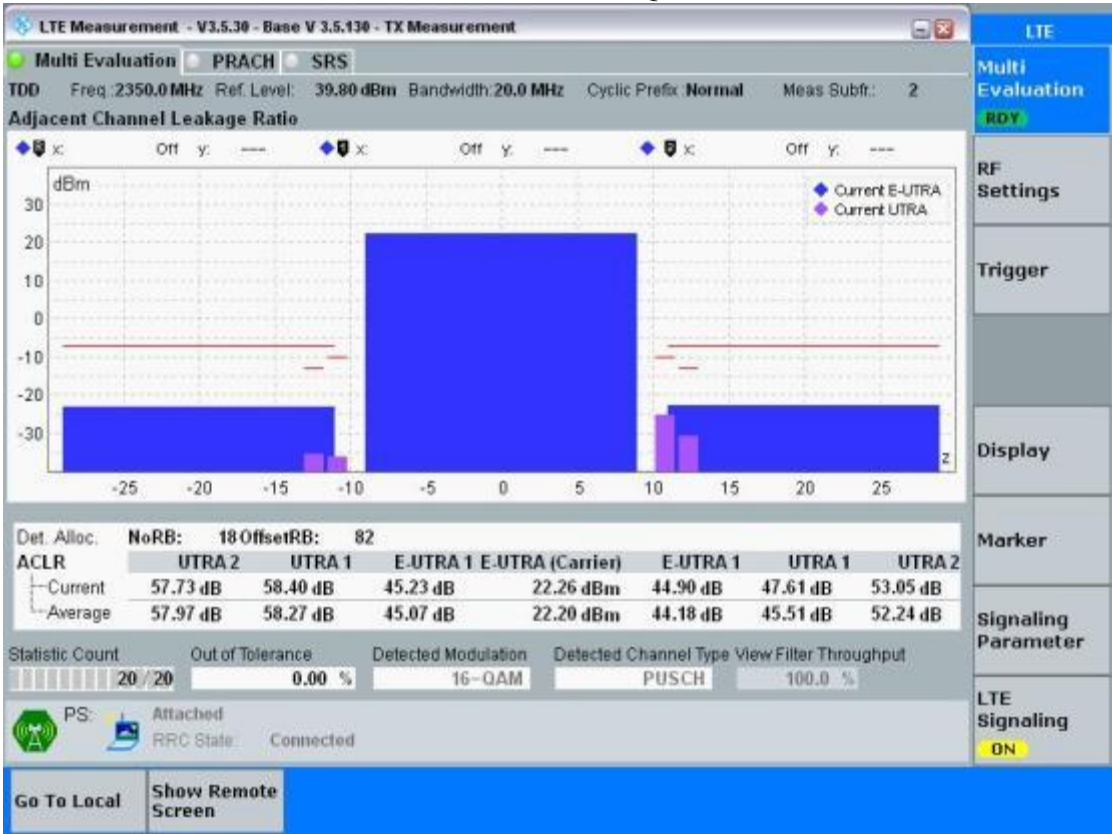 LTE Measurement - V3.5.30 - Base V 3.5.130 - TX Measurement
LTE
Multi Evaluation PRACH SRS
Multi
Evaluation
RDY
TDD Freq.:2350.0 MHz Ref. Level: 39.80 dBm Bandwidth:20.0 MHz Cyclic Prefix :Normal Meas Subfr.: 2
Adjacent Channel Leakage Ratio
x: Off y: --- x: Off y: --- x: Off y: ---
RF
Settings
dBm
Current E-UTRA
Current UTRA
30
20
10
0
-10
-20
-30
z
-25 -20 -15 -10 -5 0 5 10 15 20 25
Trigger
Display
Marker
Det. Alloc. NoRB: 18 OffsetRB: 82
ACLR UTRA 2 UTRA 1 E-UTRA 1 E-UTRA (Carrier) E-UTRA 1 UTRA 1 UTRA 2
Current 57.73 dB 58.40 dB 45.23 dB 22.26 dBm 44.90 dB 47.61 dB 53.05 dB
Average 57.97 dB 58.27 dB 45.07 dB 22.20 dBm 44.18 dB 45.51 dB 52.24 dB
Signaling
Parameter
Statistic Count Out of Tolerance Detected Modulation Detected Channel Type View Filter Throughput
20 / 20 0.00 % 16-QAM PUSCH 100.0 %
PS: Attached
RRC State: Connected
LTE
Signaling
ON
Go To Local
Show Remote
Screen